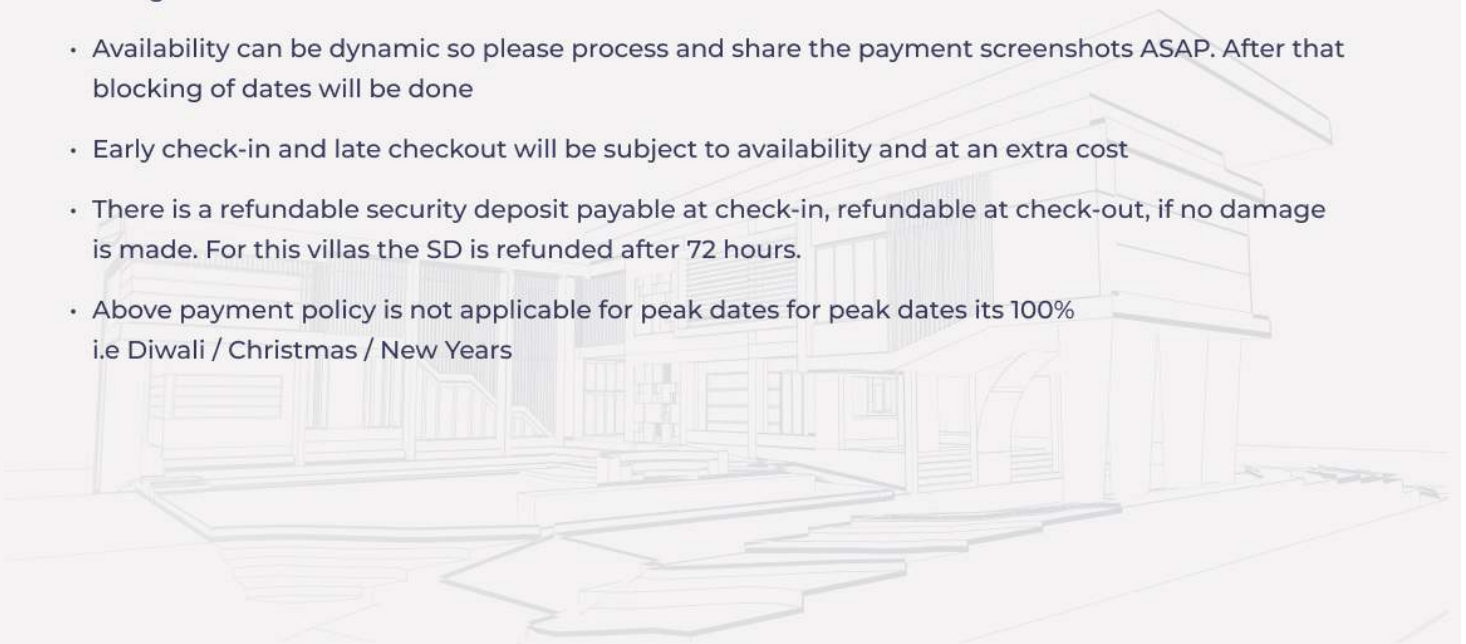 • Availability can be dynamic so please process and share the payment screenshots ASAP. After that
blocking of dates will be done
• Early check-in and late checkout will be subject to availability and at an extra cost
• There is a refundable security deposit payable at check-in, refundable at check-out, if no damage
is made. For this villas the SD is refunded after 72 hours.
• Above payment policy is not applicable for peak dates for peak dates its 100%
i.e Diwali / Christmas / New Years